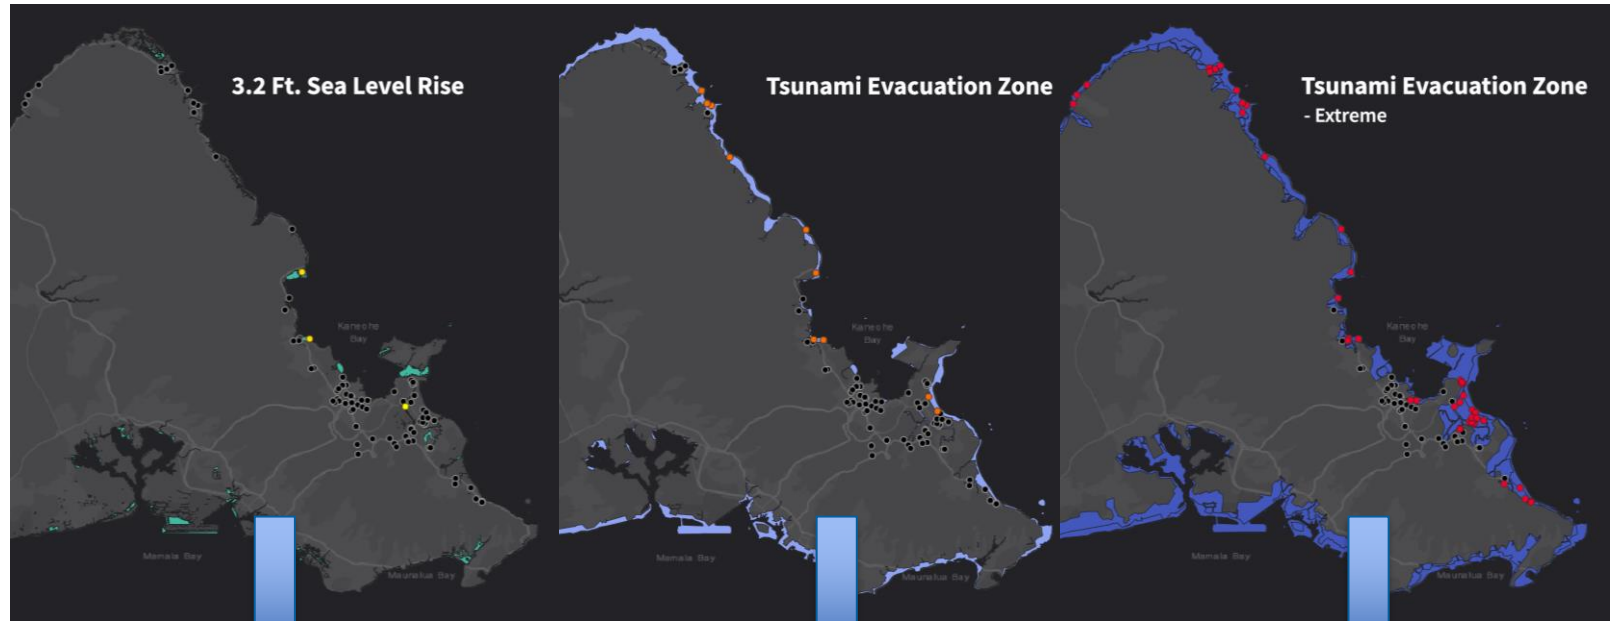 3.2 Ft. Sea Level Rise
Kaneohe
Bay
Mamala Bay
Maunalua Bay
Tsunami Evacuation Zone
Kaneohe
Bay
Mamala Bay
Maunalua Bay
Tsunami Evacuation Zone
- Extreme
Kaneohe
Bay
Mamala Bay
Maunalua Bay